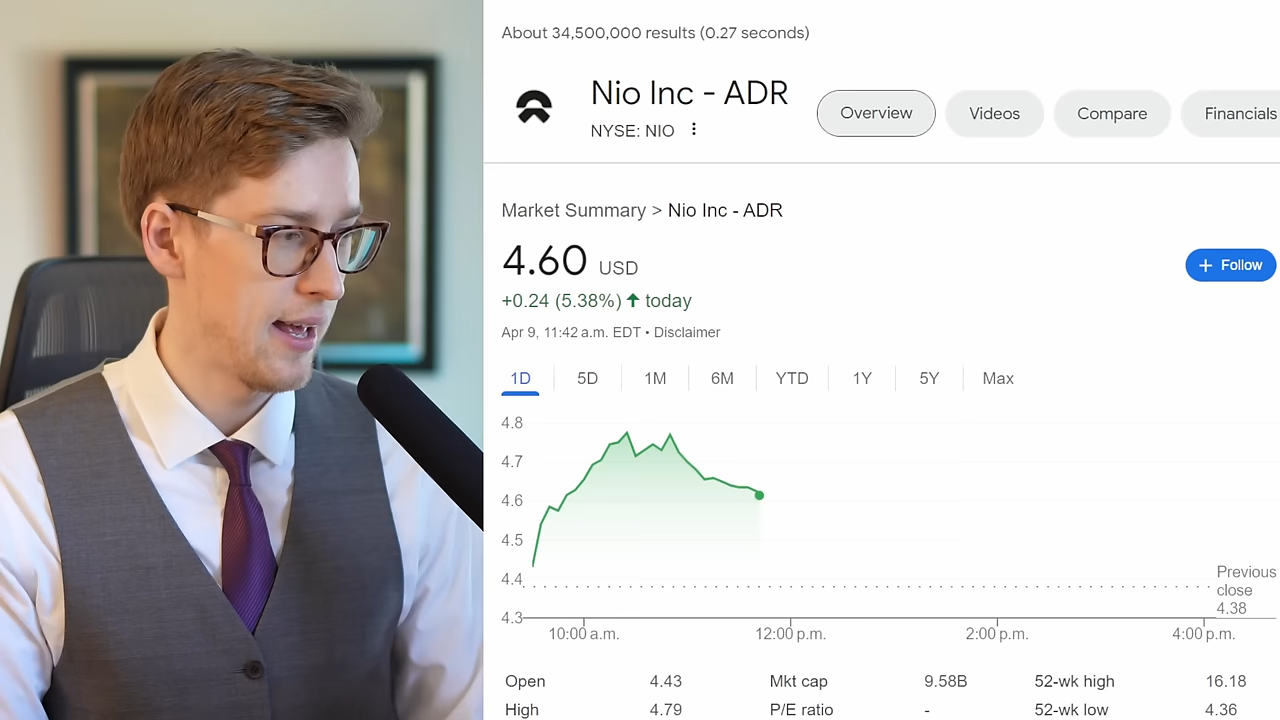 About 34,500,000 results (0.27 seconds)
Nio Inc - ADR
NYSE: NIO
Overview
Videos
Compare
Financials
Market Summary > Nio Inc - ADR
4.60 USD
+ Follow
+0.24 (5.38%) ↑ today
Apr 9, 11:42 a.m. EDT • Disclaimer
1D 5D 1M 6M YTD 1Y 5Y Max
4.8
4.7
4.6
4.5
4.4
4.3
Previous
close
4.38
10:00 a.m. 12:00 p.m. 2:00 p.m. 4:00 p.m.
Open 4.43 Mkt cap 9.58B 52-wk high 16.18
High 4.79 P/E ratio - 52-wk low 4.36